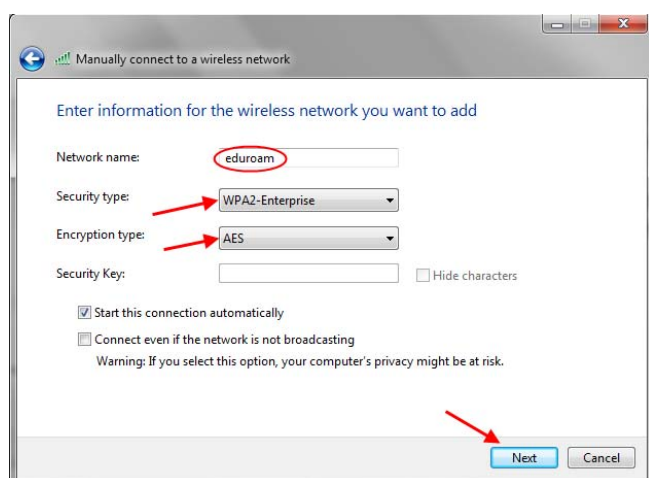 Manually connect to a wireless network
Enter information for the wireless network you want to add
Network name: eduroam
Security type: WPA2-Enterprise
Encryption type: AES
Security Key: Hide characters
Start this connection automatically
Connect even if the network is not broadcasting
Warning: If you select this option, your computer's privacy might be at risk.
Next Cancel